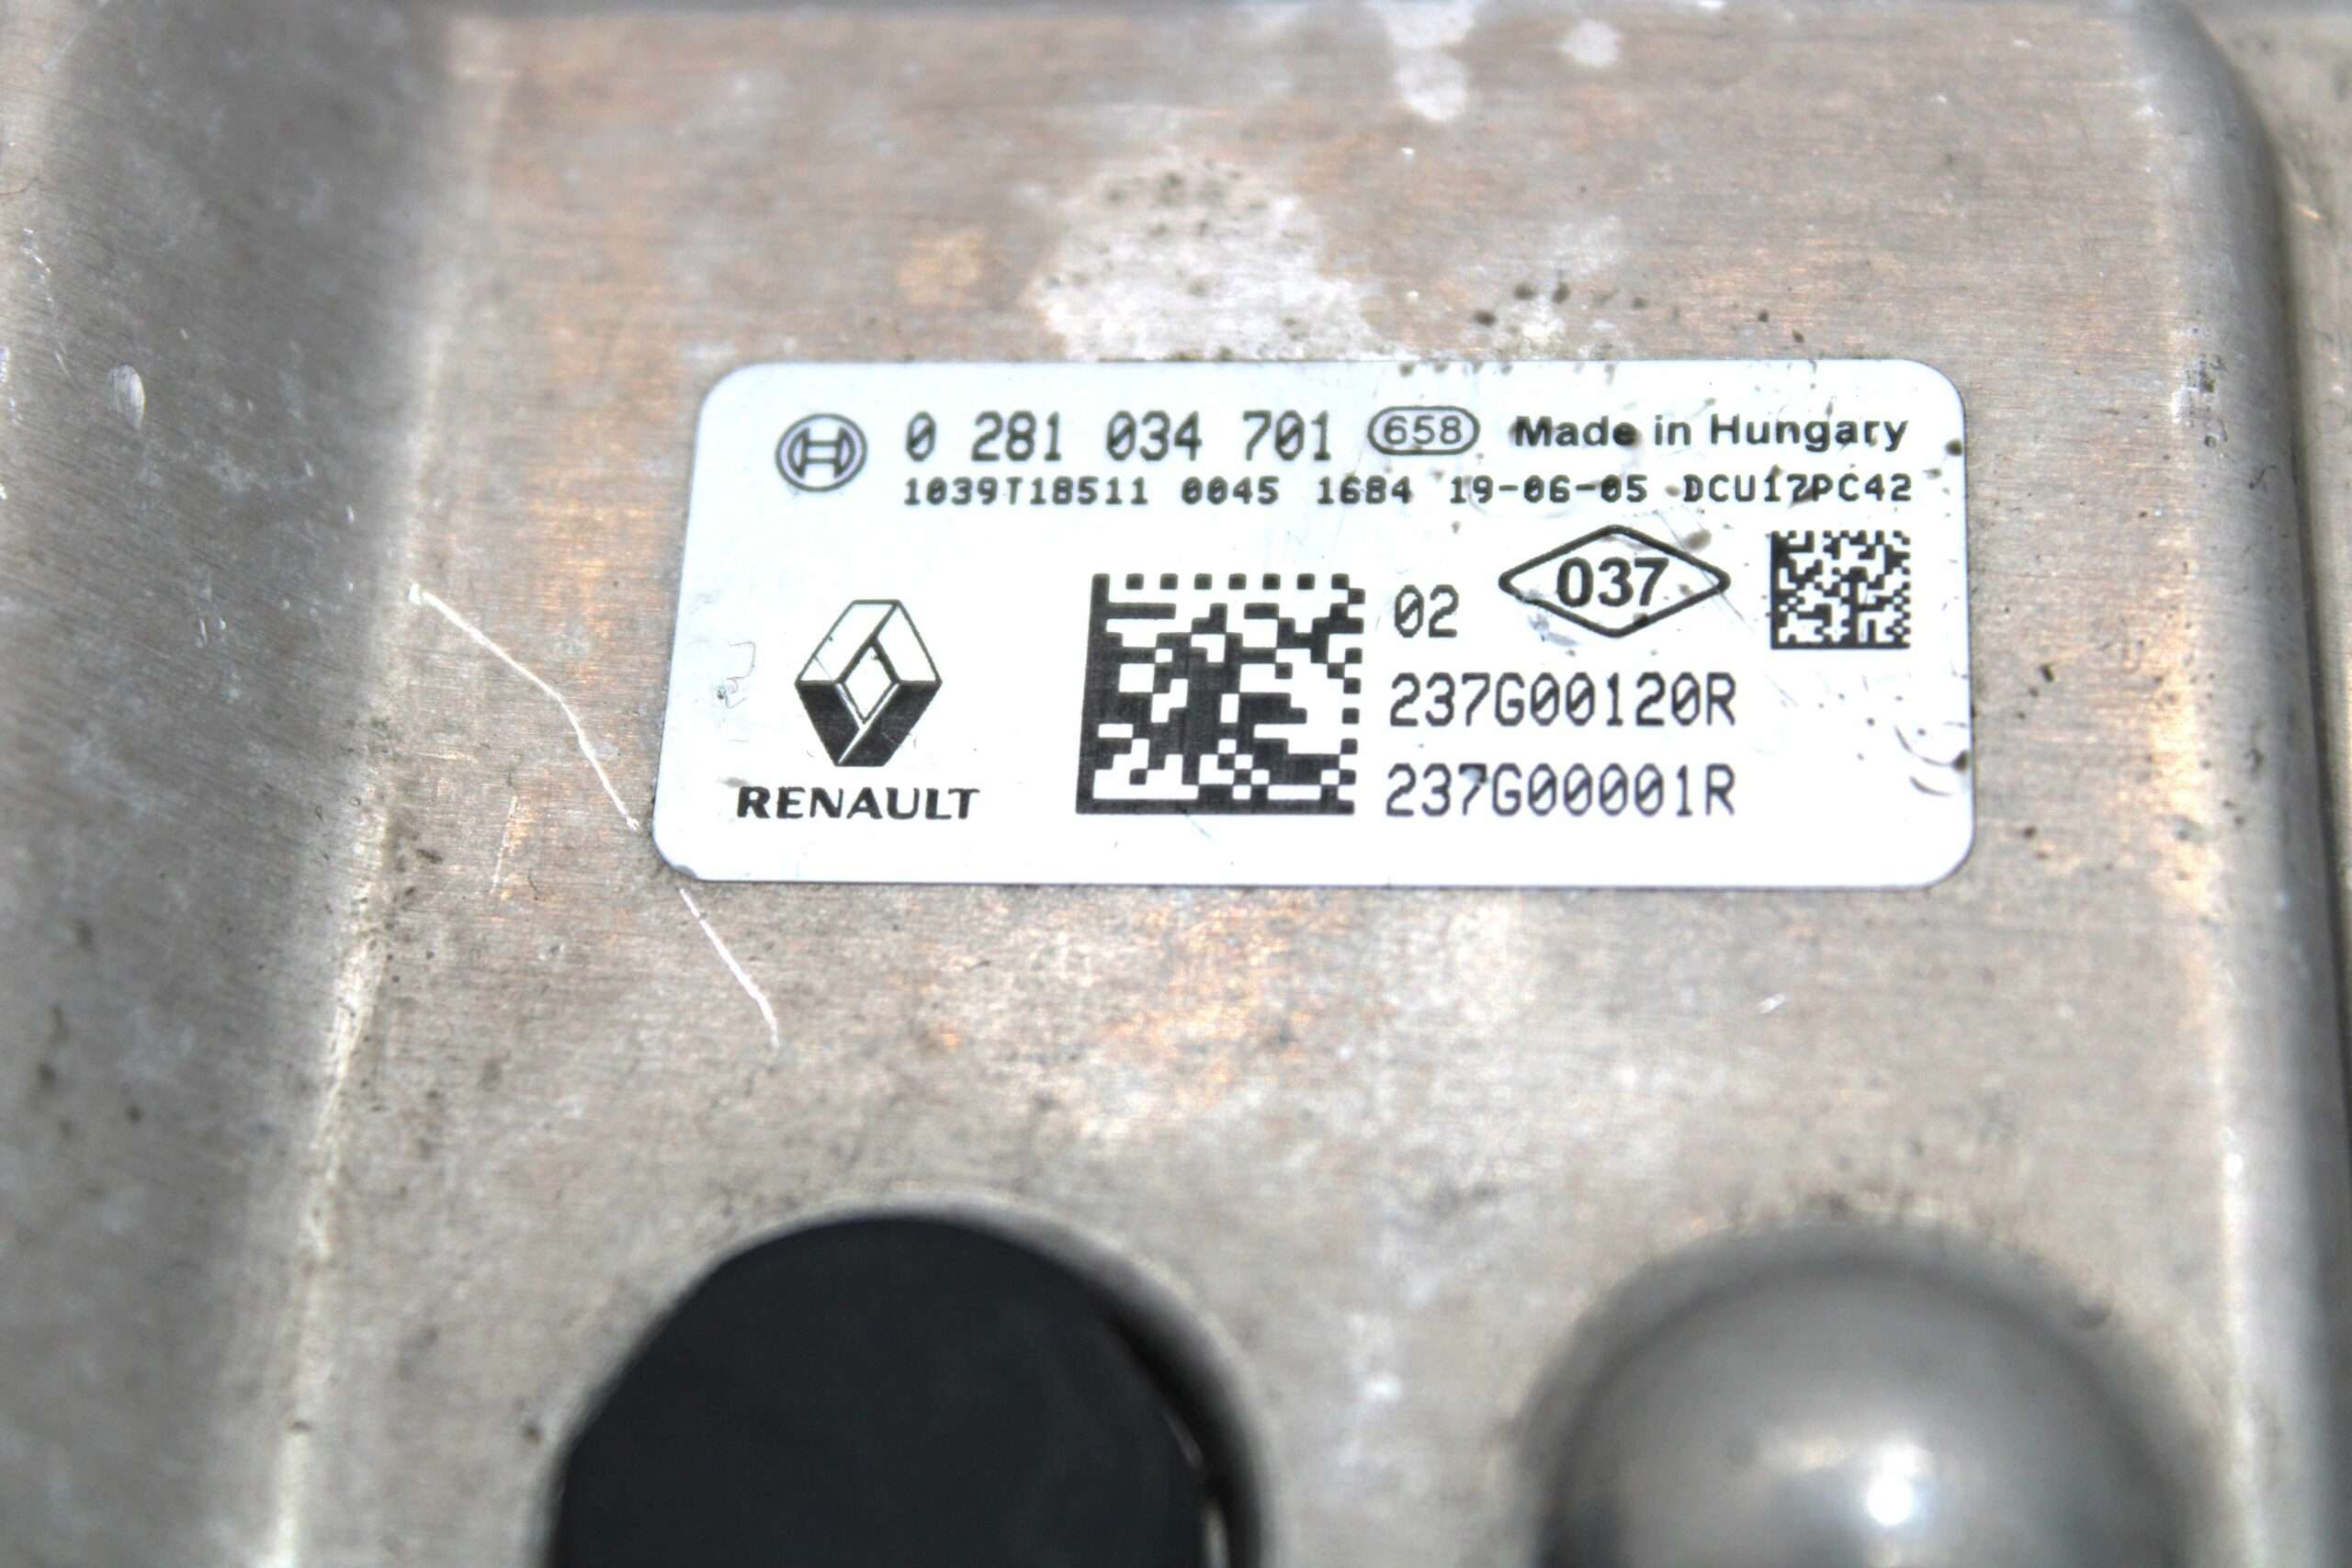 0 281 034 701 658 Made in Hungary
1039T18511 0045 1684 19-06-05 DCU17PC42
02 037
237G00120R
237G00001R
RENAULT